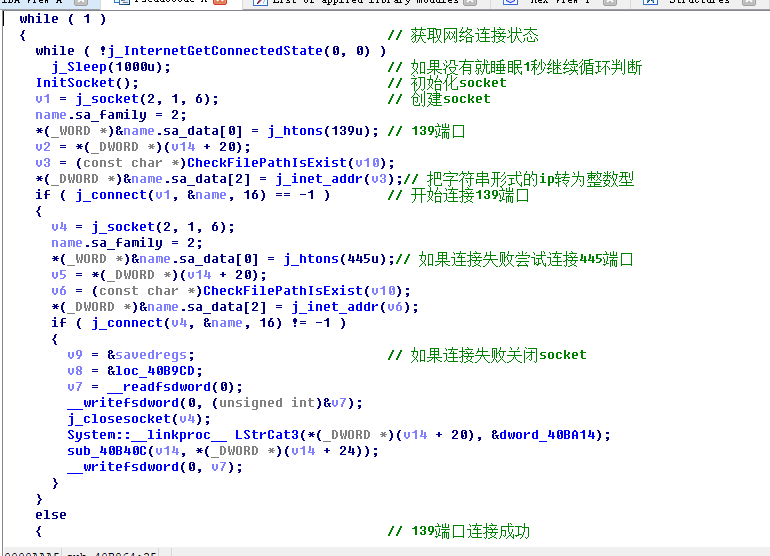 Pseudocode-A
List of applied library modules
Hex View-1
Structures
while ( 1 )
{ // 获取网络连接状态
while ( !j_InternetGetConnectedState(0, 0) )
j_Sleep(1000u); // 如果没有就睡眠1秒继续循环判断
InitSocket(); // 初始化socket
v1 = j_socket(2, 1, 6); // 创建socket
name.sa_family = 2;
*(_WORD *)&name.sa_data[0] = j_htons(139u); // 139端口
v2 = *(_DWORD *)(v14 + 20);
v3 = (const char *)CheckFilePathIsExist(v10);
*(_DWORD *)&name.sa_data[2] = j_inet_addr(v3);// 把字符串形式的ip转为整数型
if ( j_connect(v1, &name, 16) == -1 ) // 开始连接139端口
{
v4 = j_socket(2, 1, 6);
name.sa_family = 2;
*(_WORD *)&name.sa_data[0] = j_htons(445u);// 如果连接失败尝试连接445端口
v5 = *(_DWORD *)(v14 + 20);
v6 = (const char *)CheckFilePathIsExist(v10);
*(_DWORD *)&name.sa_data[2] = j_inet_addr(v6);
if ( j_connect(v4, &name, 16) != -1 )
{
v9 = &savedregs; // 如果连接失败关闭socket
v8 = &loc_40B9CD;
v7 = __readfsdword(0);
__writefsdword(0, (unsigned int)&v7);
j_closesocket(v4);
System::__linkproc__ LStrCat3(*(_DWORD *)(v14 + 20), &dword_40BA14);
sub_40B40C(v14, *(_DWORD *)(v14 + 24));
__writefsdword(0, v7);
}
}
else
{ // 139端口连接成功